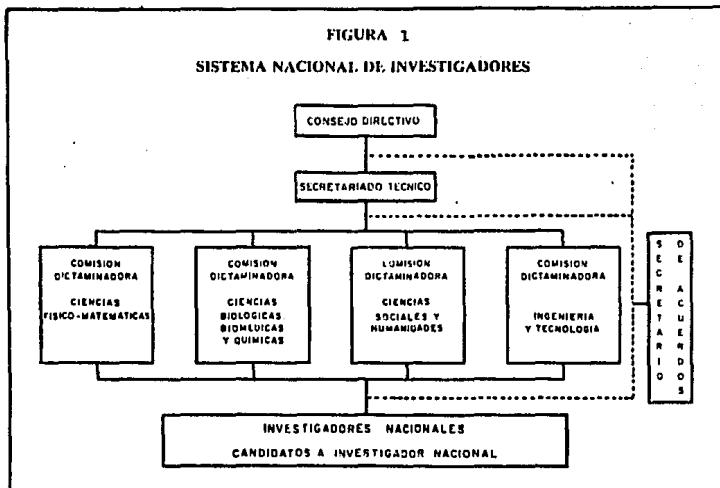 FIGURA 1
SISTEMA NACIONAL DE INVESTIGADORES
CONSEJO DIRECTIVO
SECRETARIADO TECNICO
COMISION
DICTAMINADORA
CIENCIAS
FISICO-MATEMATICAS
COMISION
DICTAMINADORA
CIENCIAS
BIOLOGICAS,
BIOMEDICAS
Y QUIMICAS
COMISION
DICTAMINADORA
CIENCIAS
SOCIALES Y
HUMANIDADES
COMISION
DICTAMINADORA
INGENIERIA
Y TECNOLOGIA
SECRETARIO
DE ACUERDOS
INVESTIGADORES NACIONALES
CANDIDATOS A INVESTIGADOR NACIONAL